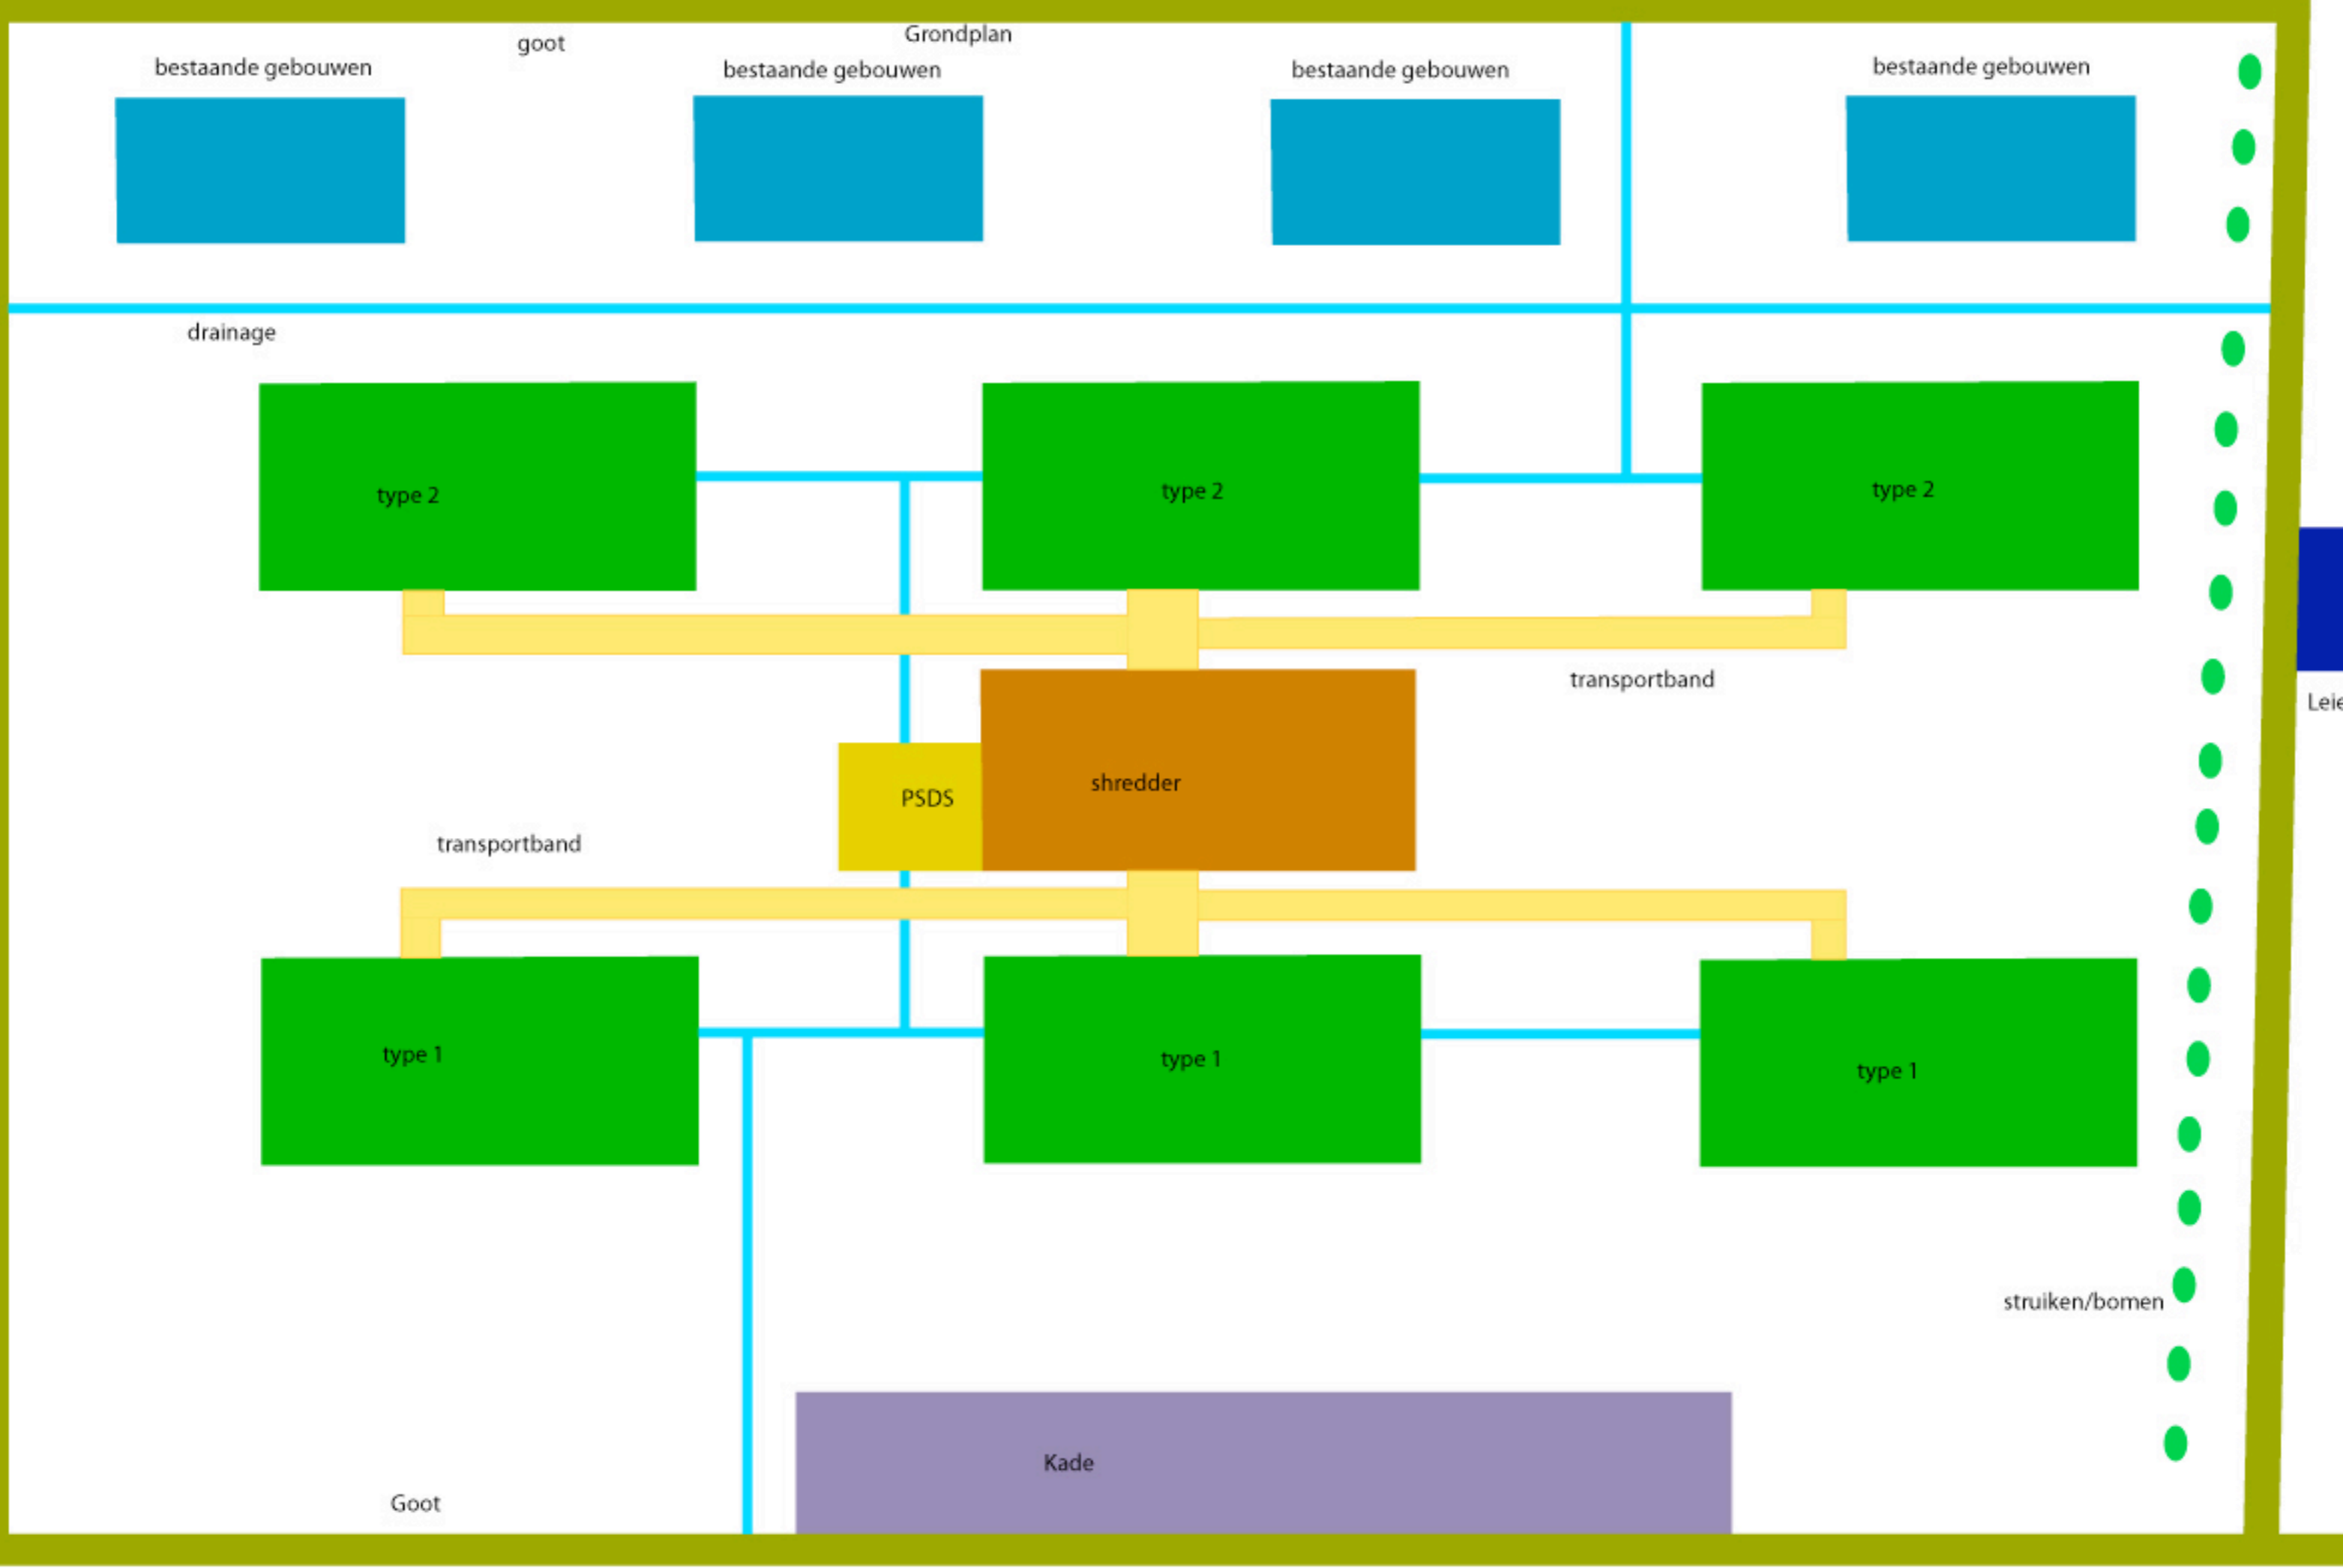 Grondplan
goot
bestaande gebouwen
bestaande gebouwen
bestaande gebouwen
bestaande gebouwen
drainage
type 2
type 2
type 2
transportband
Leie
shredder
PSDS
transportband
type 1
type 1
type 1
struiken/bomen
Kade
Goot